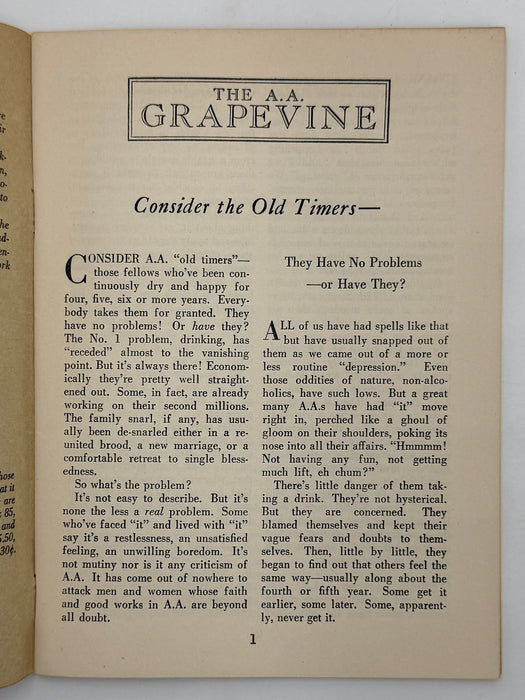 re
ir
k-
n,
o-
to
he
ad-
en-
ork
hose
at it
are
85,
and
5.50,
30¢.
THE A.A.
GRAPEVINE
Consider the Old Timers—
CONSIDER A.A. “old timers”—
those fellows who’ve been con-
tinuously dry and happy for
four, five, six or more years. Every-
body takes them for granted. They
have no problems! Or have they?
The No. 1 problem, drinking, has
“receded” almost to the vanishing
point. But it’s always there! Econom-
ically they’re pretty well straight-
ened out. Some, in fact, are already
working on their second millions.
The family snarl, if any, has usu-
ally been de-snarled either in a re-
united brood, a new marriage, or a
comfortable retreat to single bless-
edness.
So what’s the problem?
It’s not easy to describe. But it’s
none the less a real problem. Some
who’ve faced “it” and lived with “it”
say it’s a restlessness, an unsatisfied
feeling, an unwilling boredom. It’s
not mutiny nor is it any criticism of
A.A. It has come out of nowhere to
attack men and women whose faith
and good works in A.A. are beyond
all doubt.
They Have No Problems
—or Have They?
ALL of us have had spells like that
but have usually snapped out of
them as we came out of a more or
less routine “depression.” Even
those oddities of nature, non-alco-
holics, have such lows. But a great
many A.A.s have had “it” move
right in, perched like a ghoul of
gloom on their shoulders, poking its
nose into all their affairs. “Hmmmm!
Not having any fun, not getting
much lift, eh chum?”
There’s little danger of them tak-
ing a drink. They’re not hysterical.
But they are concerned. They
blamed themselves and kept their
vague fears and doubts to them-
selves. Then, little by little, they
began to find out that others feel the
same way—usually along about the
fourth or fifth year. Some get it
earlier, some later. Some, apparent-
ly, never get it.
1